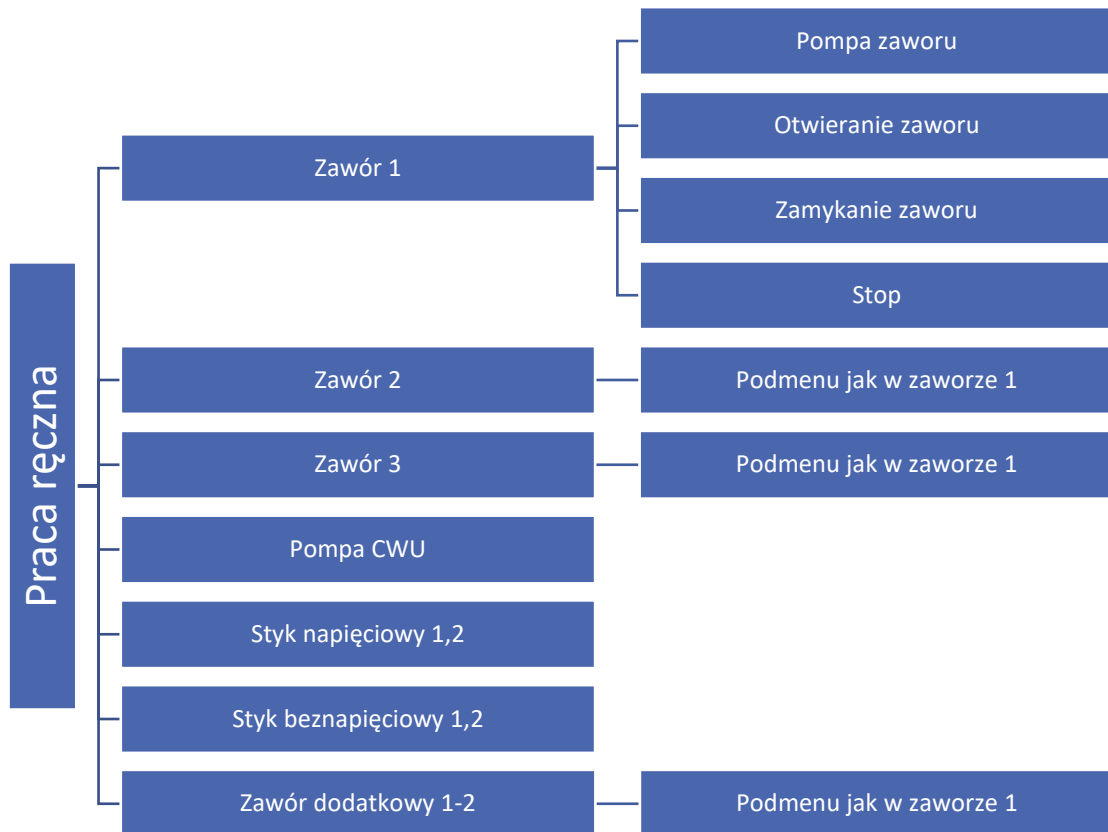 Praca ręczna
Zawór 1
Pompa zaworu
Otwieranie zaworu
Zamykanie zaworu
Stop
Zawór 2
Podmenu jak w zaworze 1
Zawór 3
Podmenu jak w zaworze 1
Pompa CWU
Styk napięciowy 1,2
Styk beznapięciowy 1,2
Zawór dodatkowy 1-2
Podmenu jak w zaworze 1